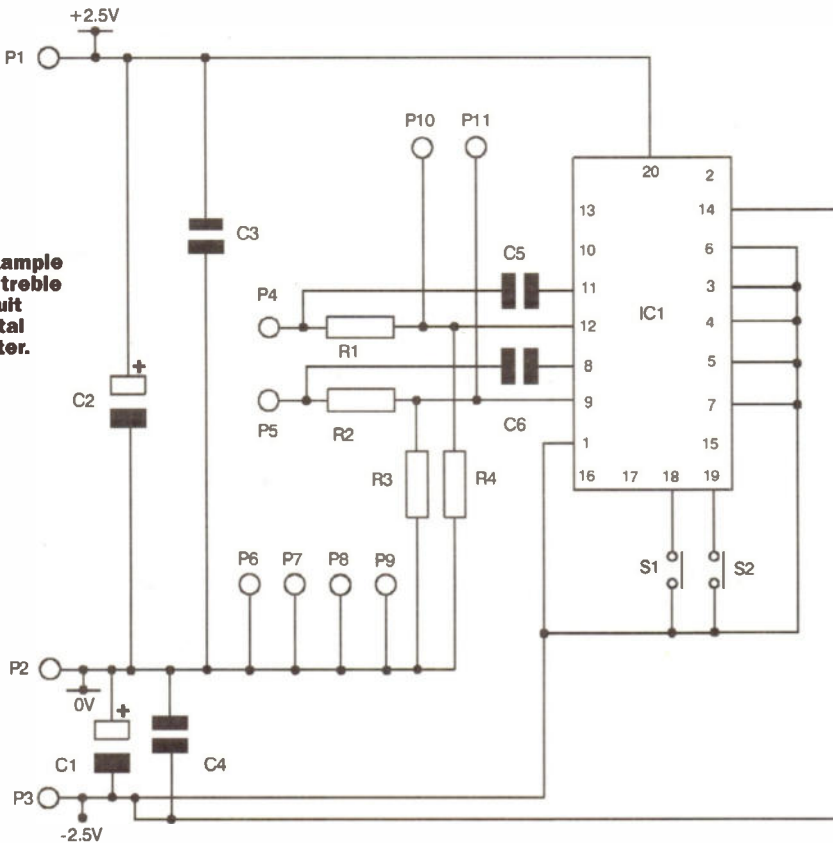 +2.5V
P1
P10 P11
20 2
13 14
C3
10 6
C5
ample
treble
uit
tal
ter.
11 3
P4
12 IC1 4
R1
8 5
C2 +
P5 R2 C6
9 7
1 15
R3 R4
16 17 18 19
S1 S2
P6 P7 P8 P9
P2
0V
+
C1 C4
P3
-2.5V